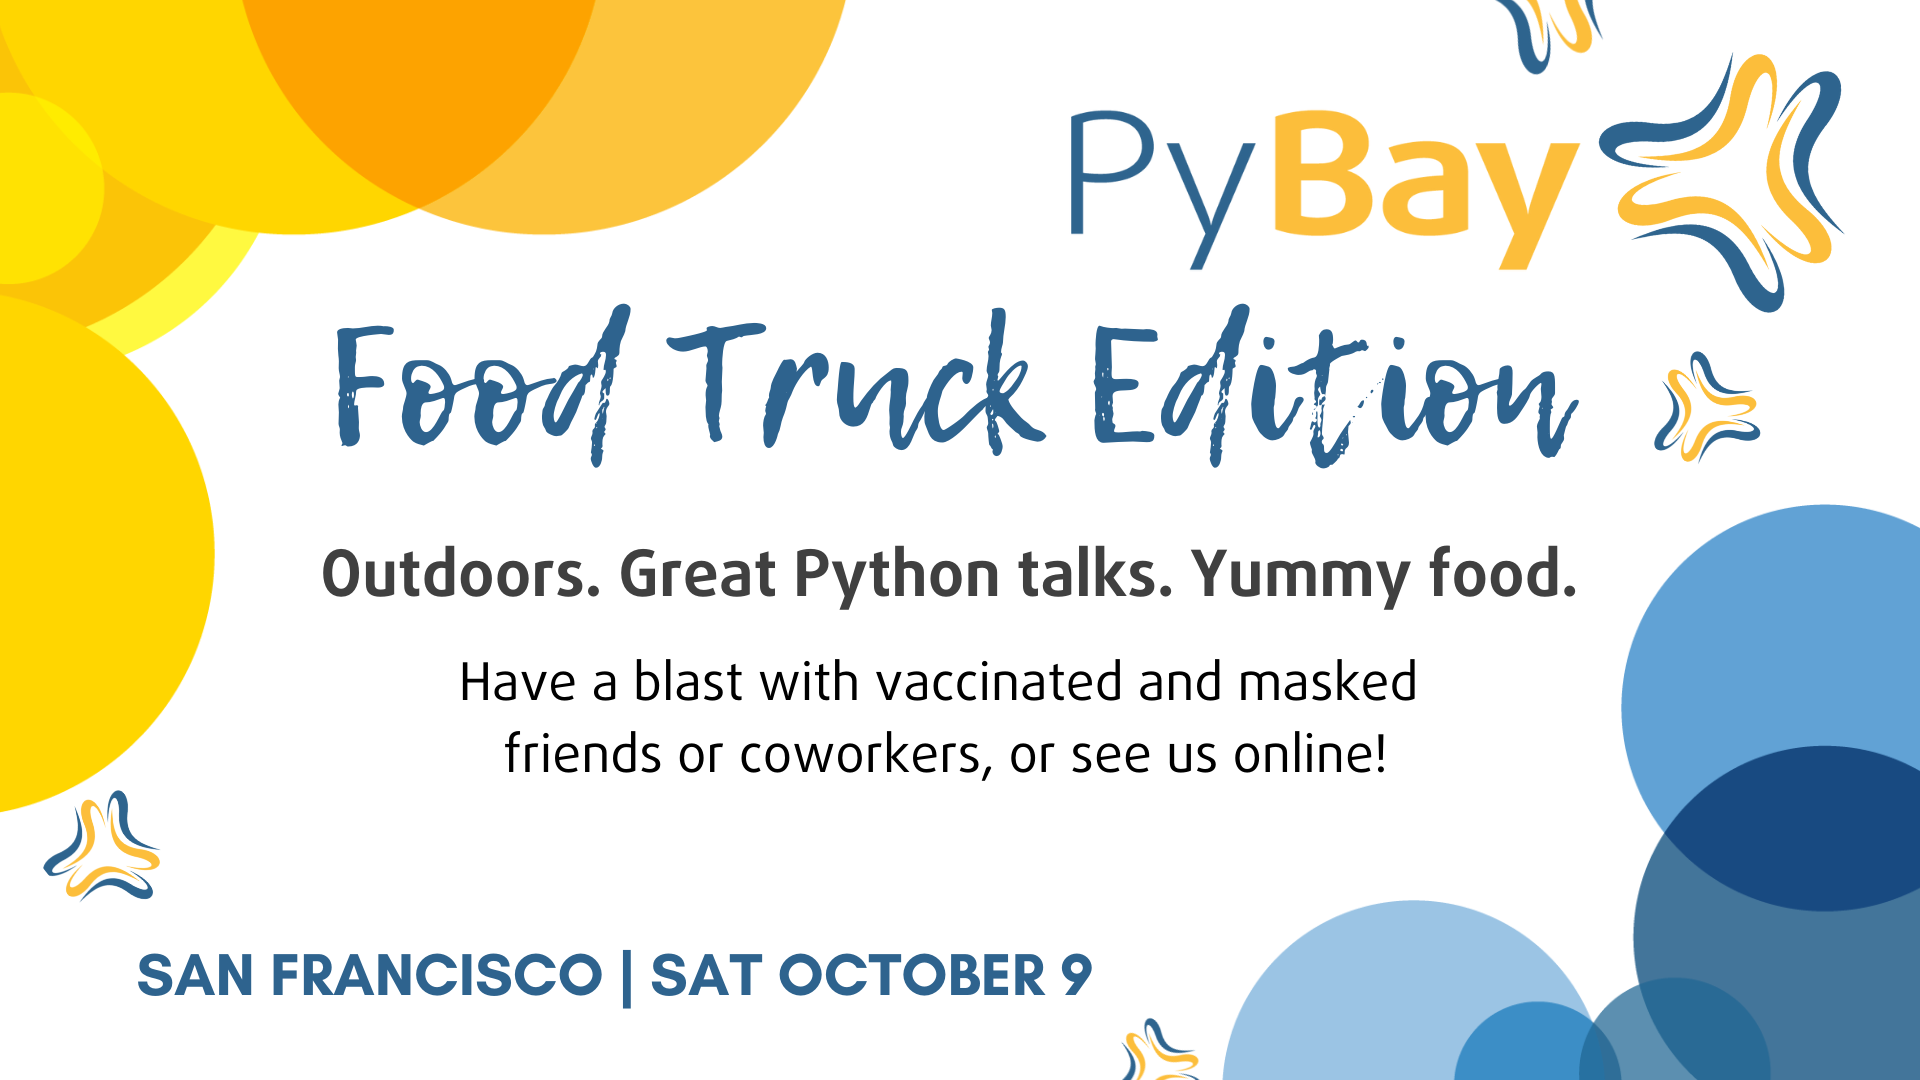 PyBay
Food Truck Edition
Outdoors. Great Python talks. Yummy food.
Have a blast with vaccinated and masked
friends or coworkers, or see us online!
SAN FRANCISCO | SAT OCTOBER 9